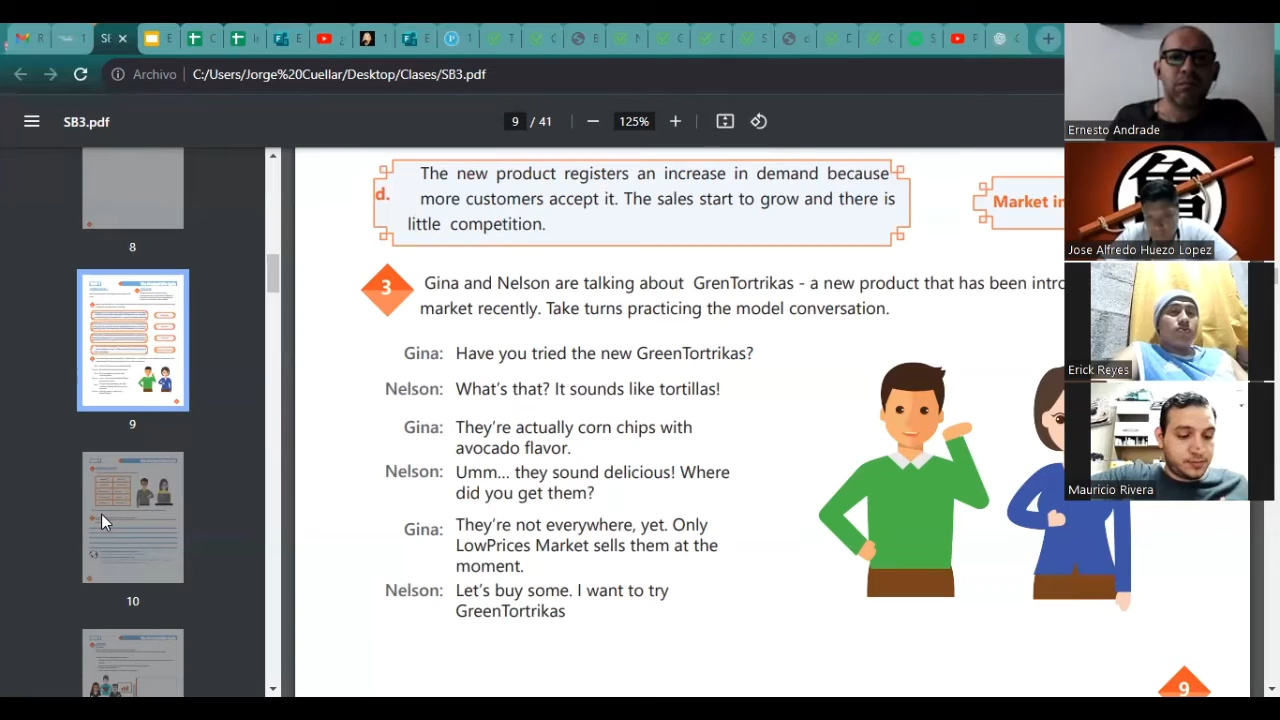 Archivo
C:/Users/Jorge%20Cuellar/Desktop/Clases/SB3.pdf
SB3.pdf
9 / 41
125%
8
9
10
d.
The new product registers an increase in demand because
more customers accept it. The sales start to grow and there is
little competition.
Market in
3
Gina and Nelson are talking about GrenTortrikas - a new product that has been intro
market recently. Take turns practicing the model conversation.
Gina: Have you tried the new GreenTortrikas?
Nelson: What's that? It sounds like tortillas!
Gina: They're actually corn chips with
avocado flavor.
Nelson: Umm... they sound delicious! Where
did you get them?
Gina: They're not everywhere, yet. Only
LowPrices Market sells them at the
moment.
Nelson: Let's buy some. I want to try
GreenTortrikas
9
Ernesto Andrade
Jose Alfredo Huezo Lopez
Erick Reyes
Mauricio Rivera